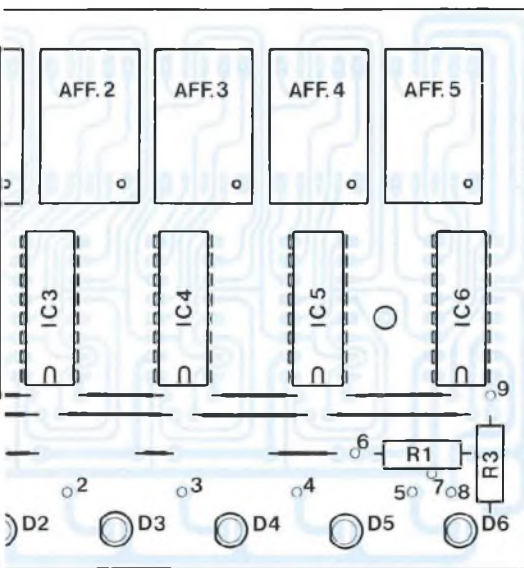 AFF.2 AFF.3 AFF.4 AFF.5
IC3 IC4 IC5 IC6
9
6 R1 R3
7
2 3 4 5 8
D2 D3 D4 D5 D6